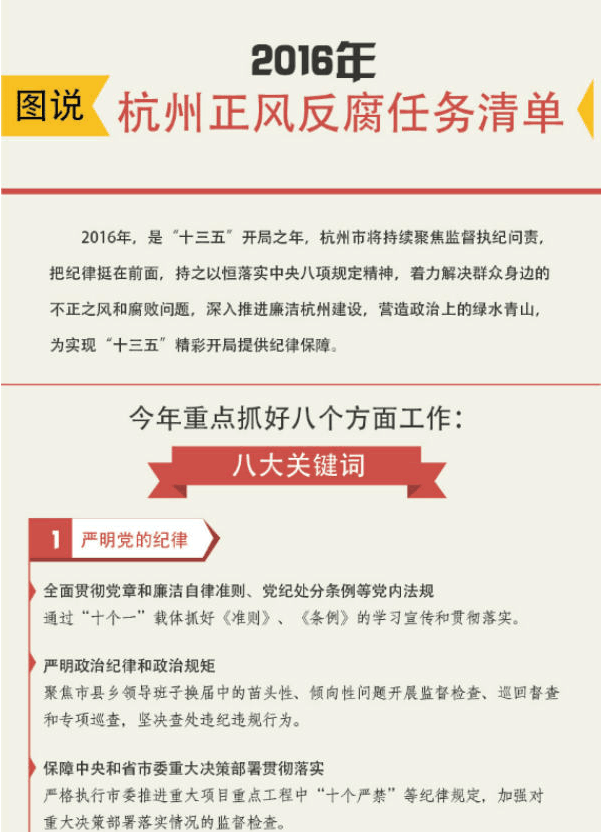 2016年
图说
杭州正风反腐任务清单
2016年，是“十三五”开局之年，杭州市将持续聚焦监督执纪问责，
把纪律挺在前面，持之以恒落实中央八项规定精神，着力解决群众身边的
不正之风和腐败问题，深入推进廉洁杭州建设，营造政治上的绿水青山，
为实现“十三五”精彩开局提供纪律保障。
今年重点抓好八个方面工作：
八大关键词
1 严明党的纪律
全面贯彻党章和廉洁自律准则、党纪处分条例等党内法规
通过“十个一”载体抓好《准则》、《条例》的学习宣传和贯彻落实。
严明政治纪律和政治规矩
聚焦市县乡领导班子换届中的苗头性、倾向性问题开展监督检查、巡回督查
和专项巡查，坚决查处违纪违规行为。
保障中央和省市委重大决策部署贯彻落实
严格执行市委推进重大项目重点工程中“十个严禁”等纪律规定，加强对
重大决策部署落实情况的监督检查。